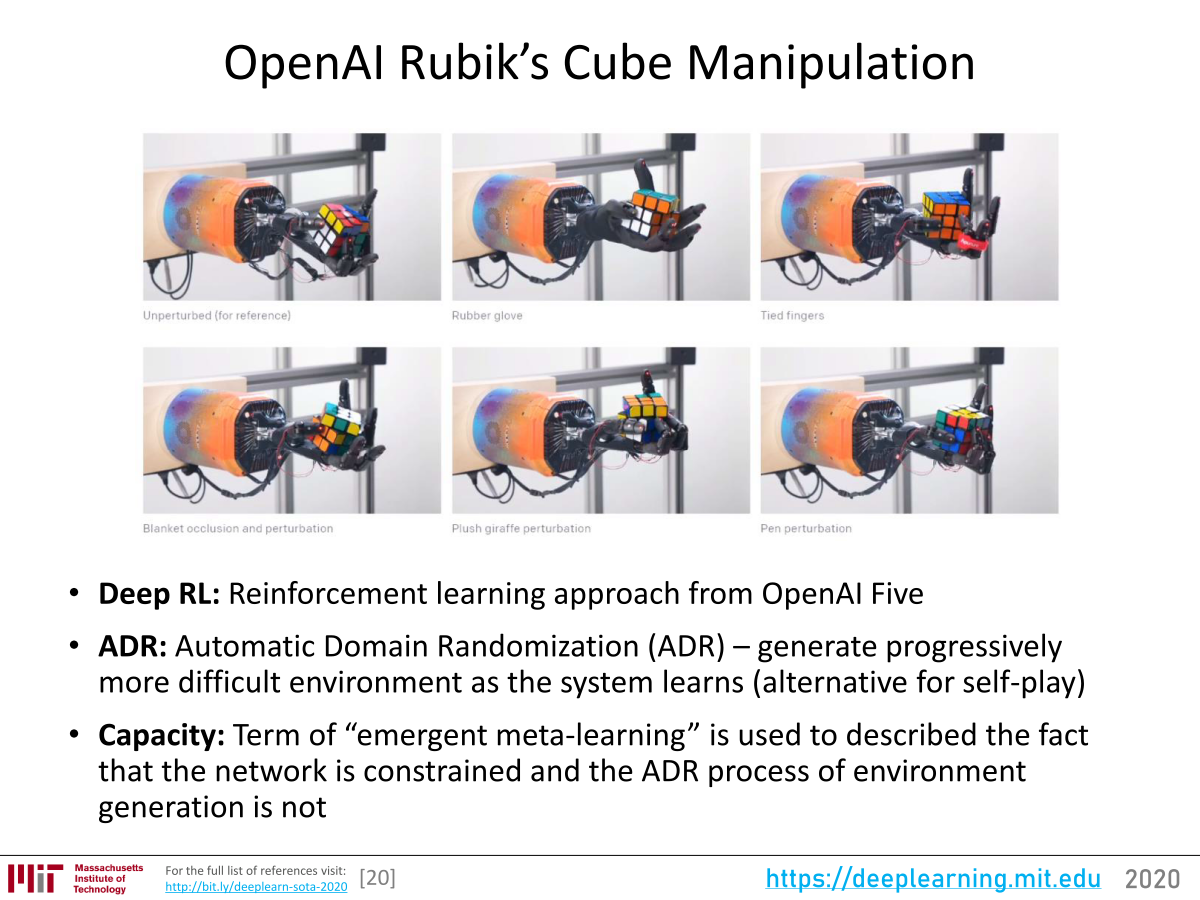 OpenAI Rubik’s Cube Manipulation
Unperturbed (for reference)
Rubber glove
Tied fingers
Blanket occlusion and perturbation
Plush giraffe perturbation
Pen perturbation
• Deep RL: Reinforcement learning approach from OpenAI Five
• ADR: Automatic Domain Randomization (ADR) – generate progressively
more difficult environment as the system learns (alternative for self-play)
• Capacity: Term of “emergent meta-learning” is used to described the fact
that the network is constrained and the ADR process of environment
generation is not
Massachusetts
Institute of
Technology
For the full list of references visit:
http://bit.ly/deeplearn-sota-2020
[20]
https://deeplearning.mit.edu
2020